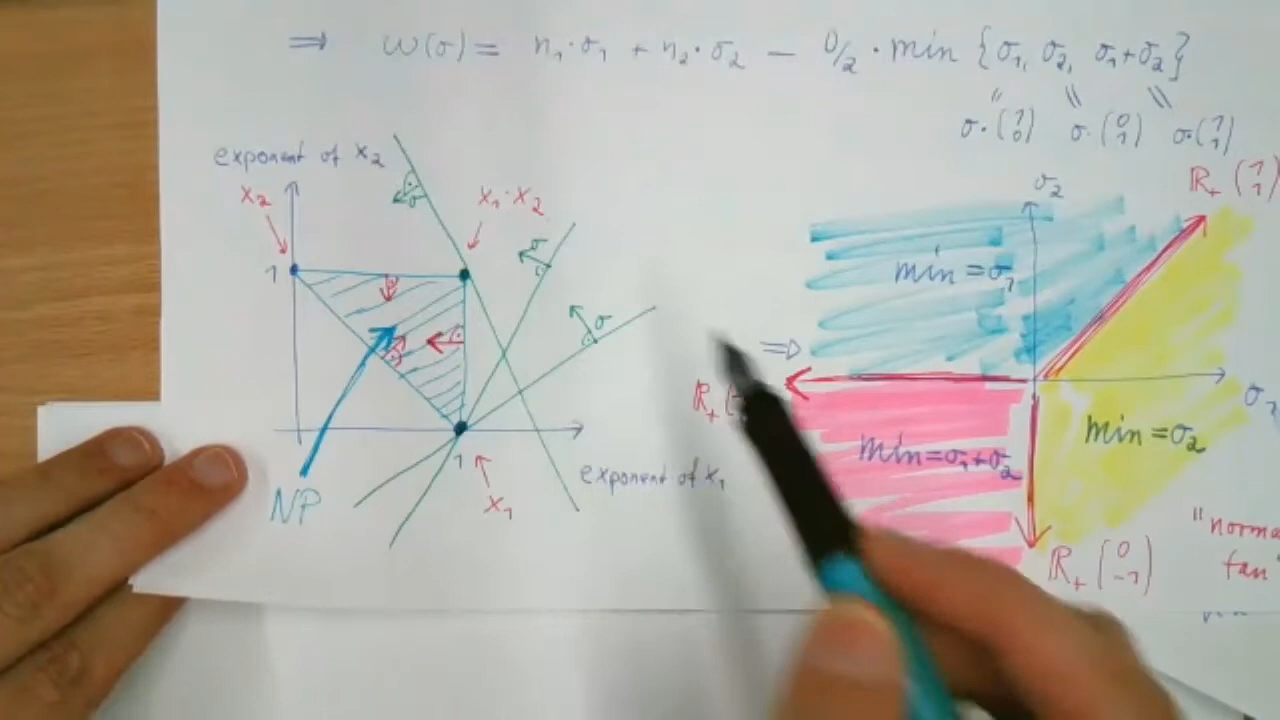 ⇒ ω(σ) = n₁·σ₁ + n₂·σ₂ − D/2 · min {σ₁, σ₂, σ₁+σ₂}
" \\ \\
σ·(1 0) σ·(0 1) σ(1 1)
exponent of x₂
x₂
σ
x₁·x₂
σ
σ
1
1
x₁
exponent of x₁
NP
⇒
σ₂
ℝ₊ (1 1)
min=σ₁
σ₁
ℝ₊
min=σ₂
min=σ₁+σ₂
ℝ₊ (0 -1)
"norma
fan"